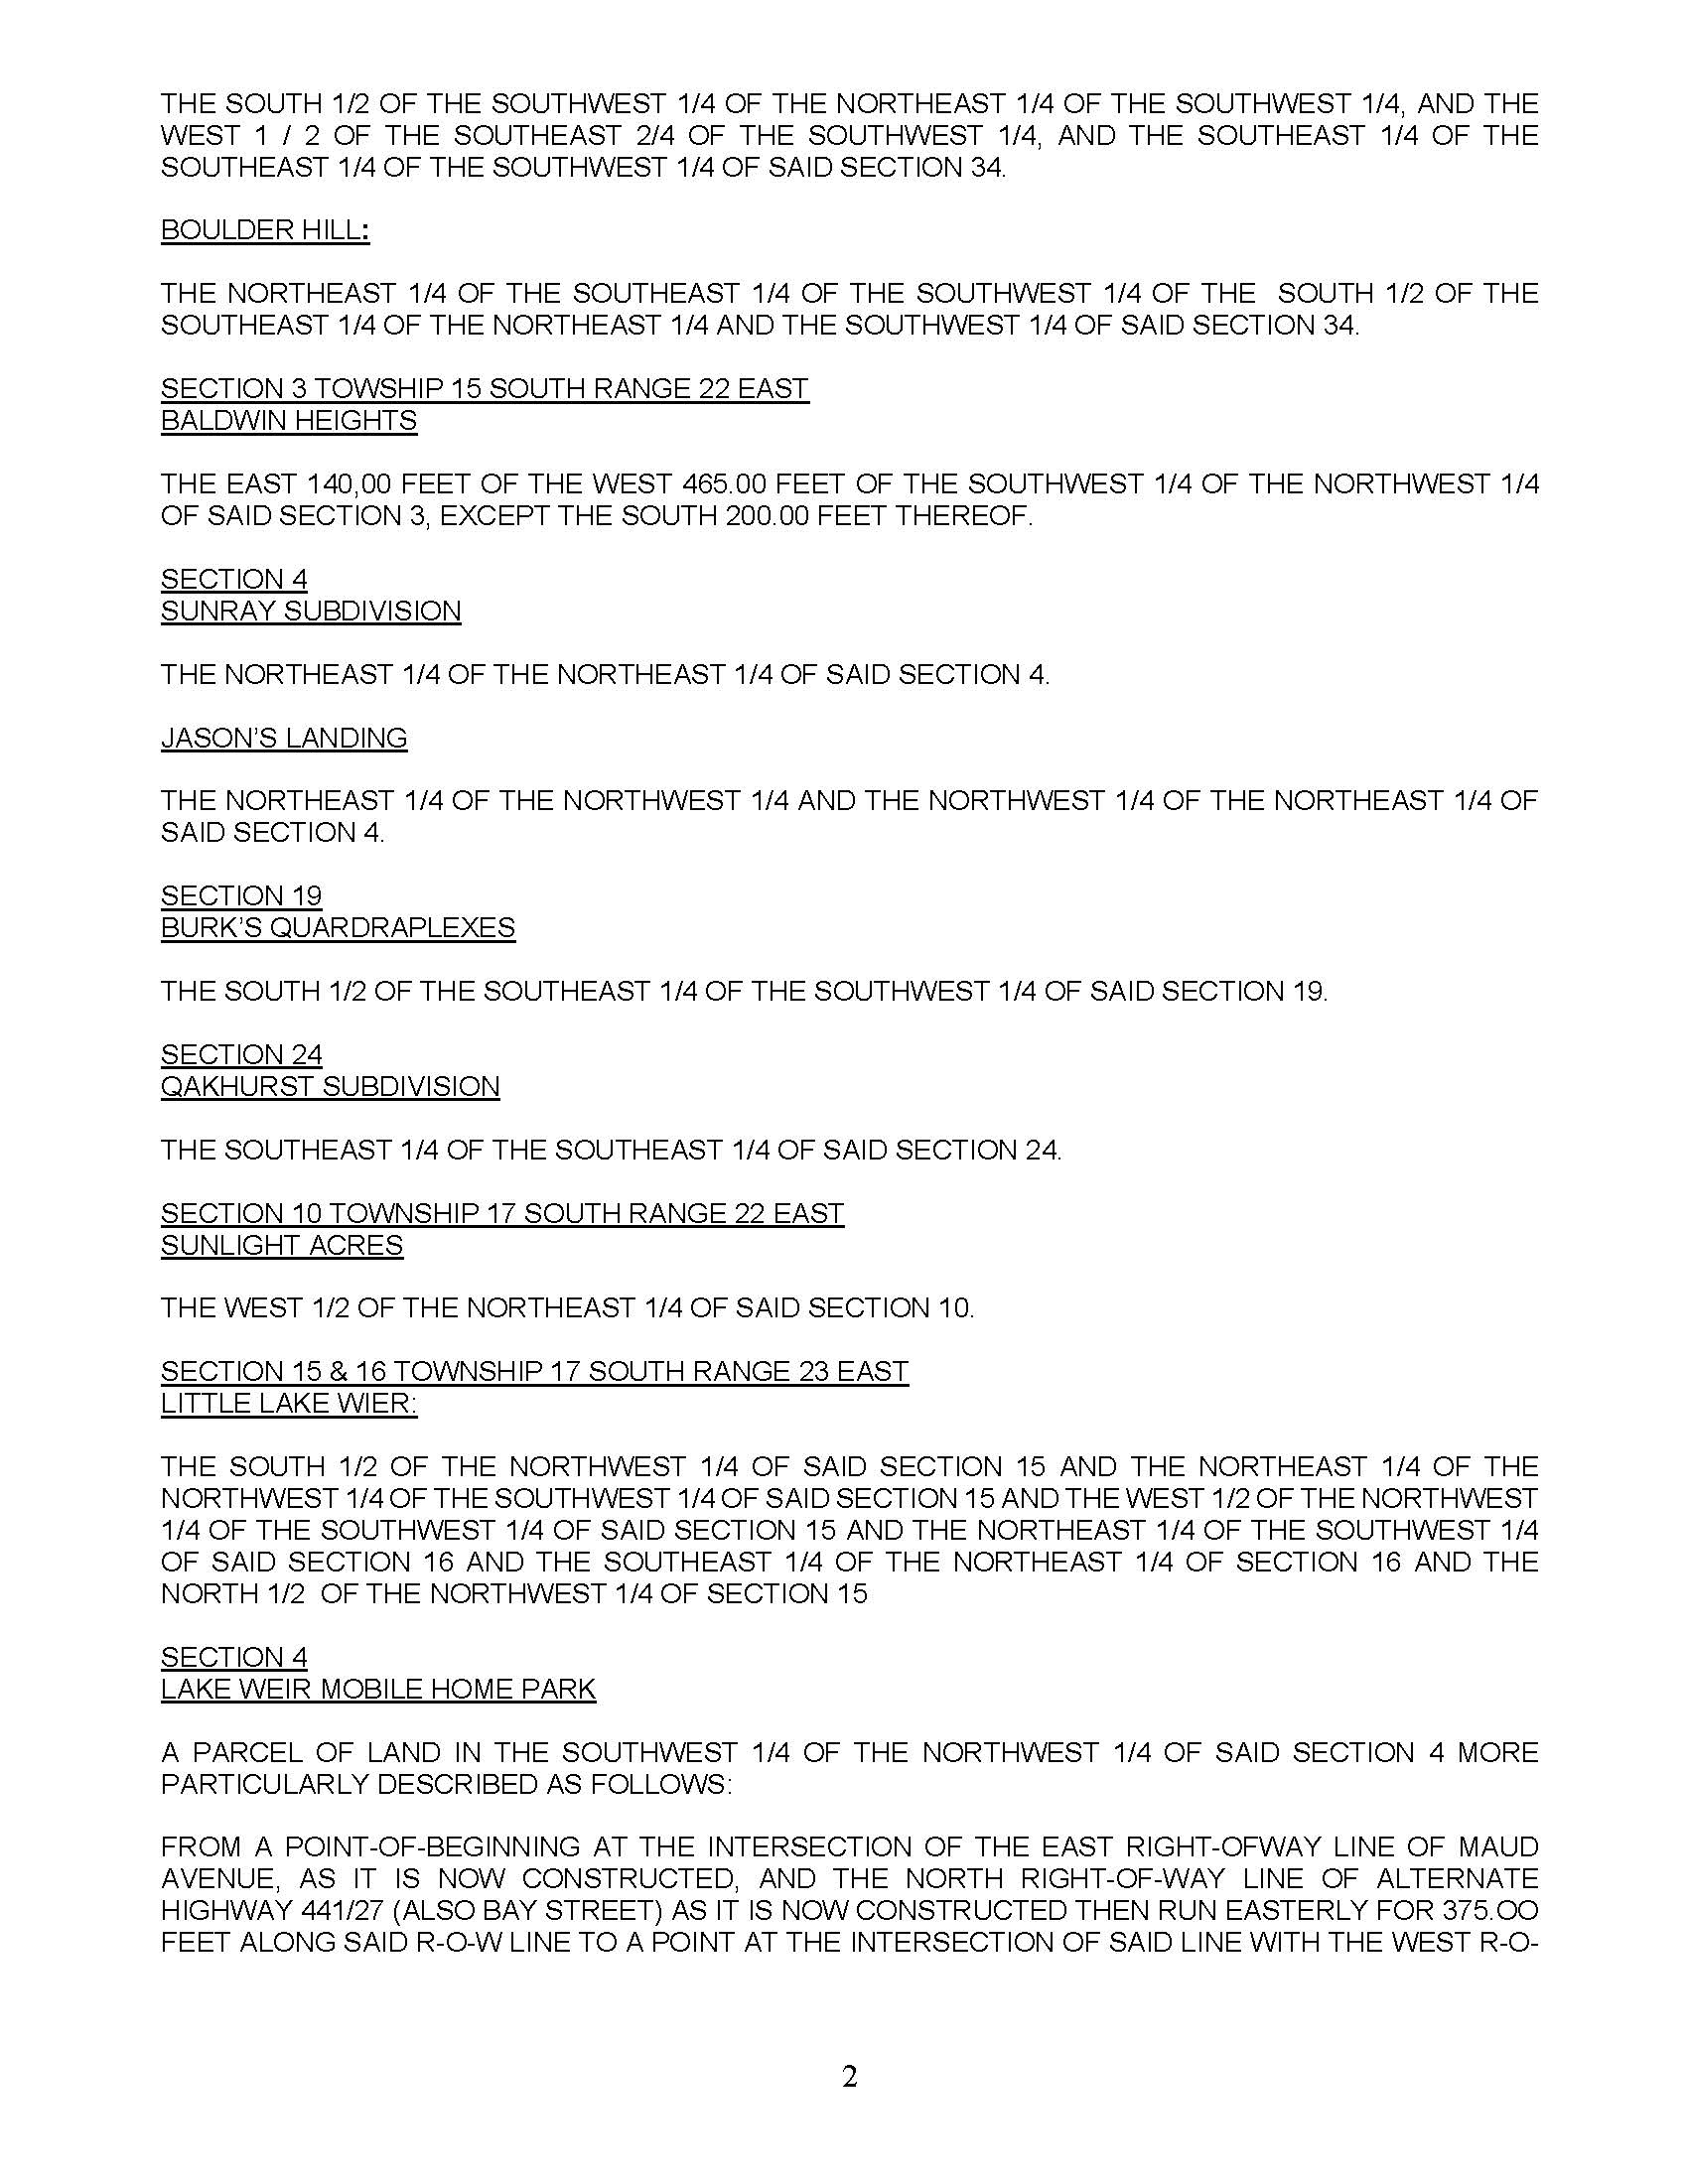 THE SOUTH 1/2 OF THE SOUTHWEST 1/4 OF THE NORTHEAST 1/4 OF THE SOUTHWEST 1/4, AND THE
WEST 1 / 2 OF THE SOUTHEAST 2/4 OF THE SOUTHWEST 1/4, AND THE SOUTHEAST 1/4 OF THE
SOUTHEAST 1/4 OF THE SOUTHWEST 1/4 OF SAID SECTION 34.
BOULDER HILL:
THE NORTHEAST 1/4 OF THE SOUTHEAST 1/4 OF THE SOUTHWEST 1/4 OF THE SOUTH 1/2 OF THE
SOUTHEAST 1/4 OF THE NORTHEAST 1/4 AND THE SOUTHWEST 1/4 OF SAID SECTION 34.
SECTION 3 TOWSHIP 15 SOUTH RANGE 22 EAST
BALDWIN HEIGHTS
THE EAST 140,00 FEET OF THE WEST 465.00 FEET OF THE SOUTHWEST 1/4 OF THE NORTHWEST 1/4
OF SAID SECTION 3, EXCEPT THE SOUTH 200.00 FEET THEREOF.
SECTION 4
SUNRAY SUBDIVISION
THE NORTHEAST 1/4 OF THE NORTHEAST 1/4 OF SAID SECTION 4.
JASON'S LANDING
THE NORTHEAST 1/4 OF THE NORTHWEST 1/4 AND THE NORTHWEST 1/4 OF THE NORTHEAST 1/4 OF
SAID SECTION 4.
SECTION 19
BURK'S QUARDRAPLEXES
THE SOUTH 1/2 OF THE SOUTHEAST 1/4 OF THE SOUTHWEST 1/4 OF SAID SECTION 19.
SECTION 24
QAKHURST SUBDIVISION
THE SOUTHEAST 1/4 OF THE SOUTHEAST 1/4 OF SAID SECTION 24.
SECTION 10 TOWNSHIP 17 SOUTH RANGE 22 EAST
SUNLIGHT ACRES
THE WEST 1/2 OF THE NORTHEAST 1/4 OF SAID SECTION 10.
SECTION 15 & 16 TOWNSHIP 17 SOUTH RANGE 23 EAST
LITTLE LAKE WIER:
THE SOUTH 1/2 OF THE NORTHWEST 1/4 OF SAID SECTION 15 AND THE NORTHEAST 1/4 OF THE
NORTHWEST 1/4 OF THE SOUTHWEST 1/4 OF SAID SECTION 15 AND THE WEST 1/2 OF THE NORTHWEST
1/4 OF THE SOUTHWEST 1/4 OF SAID SECTION 15 AND THE NORTHEAST 1/4 OF THE SOUTHWEST 1/4
OF SAID SECTION 16 AND THE SOUTHEAST 1/4 OF THE NORTHEAST 1/4 OF SECTION 16 AND THE
NORTH 1/2 OF THE NORTHWEST 1/4 OF SECTION 15
SECTION 4
LAKE WEIR MOBILE HOME PARK
A PARCEL OF LAND IN THE SOUTHWEST 1/4 OF THE NORTHWEST 1/4 OF SAID SECTION 4 MORE
PARTICULARLY DESCRIBED AS FOLLOWS:
FROM A POINT-OF-BEGINNING AT THE INTERSECTION OF THE EAST RIGHT-OFWAY LINE OF MAUD
AVENUE, AS IT IS NOW CONSTRUCTED, AND THE NORTH RIGHT-OF-WAY LINE OF ALTERNATE
HIGHWAY 441/27 (ALSO BAY STREET) AS IT IS NOW CONSTRUCTED THEN RUN EASTERLY FOR 375.OO
FEET ALONG SAID R-O-W LINE TO A POINT AT THE INTERSECTION OF SAID LINE WITH THE WEST R-O-
2